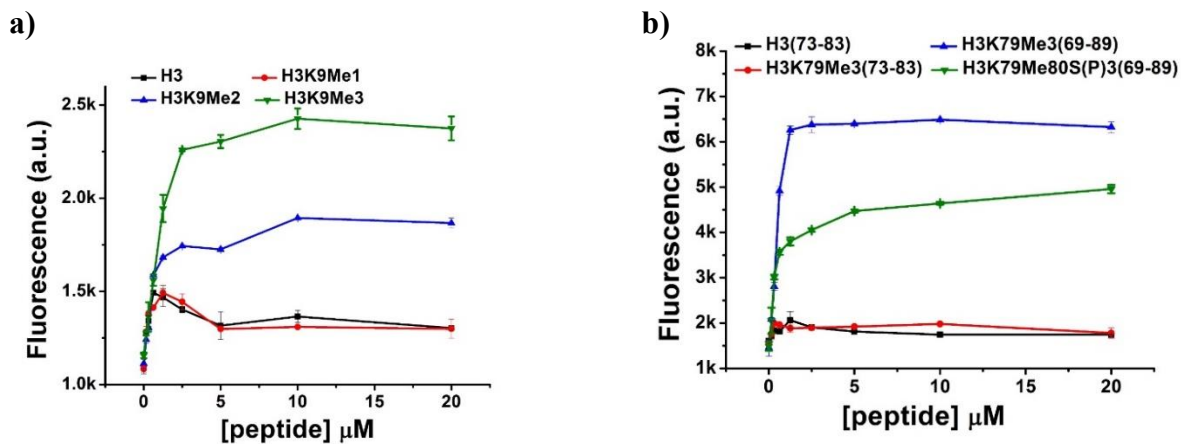 a)
H3 H3K9Me1
H3K9Me2 H3K9Me3
2.5k
2.0k
1.5k
1.0k
Fluorescence (a.u.)
0 5 10 15 20
[peptide] μM
b)
H3(73-83) H3K79Me3(69-89)
H3K79Me3(73-83) H3K79Me80S(P)3(69-89)
8k
7k
6k
5k
4k
3k
2k
1k
Fluorescence (a.u.)
0 5 10 15 20
[peptide] μM